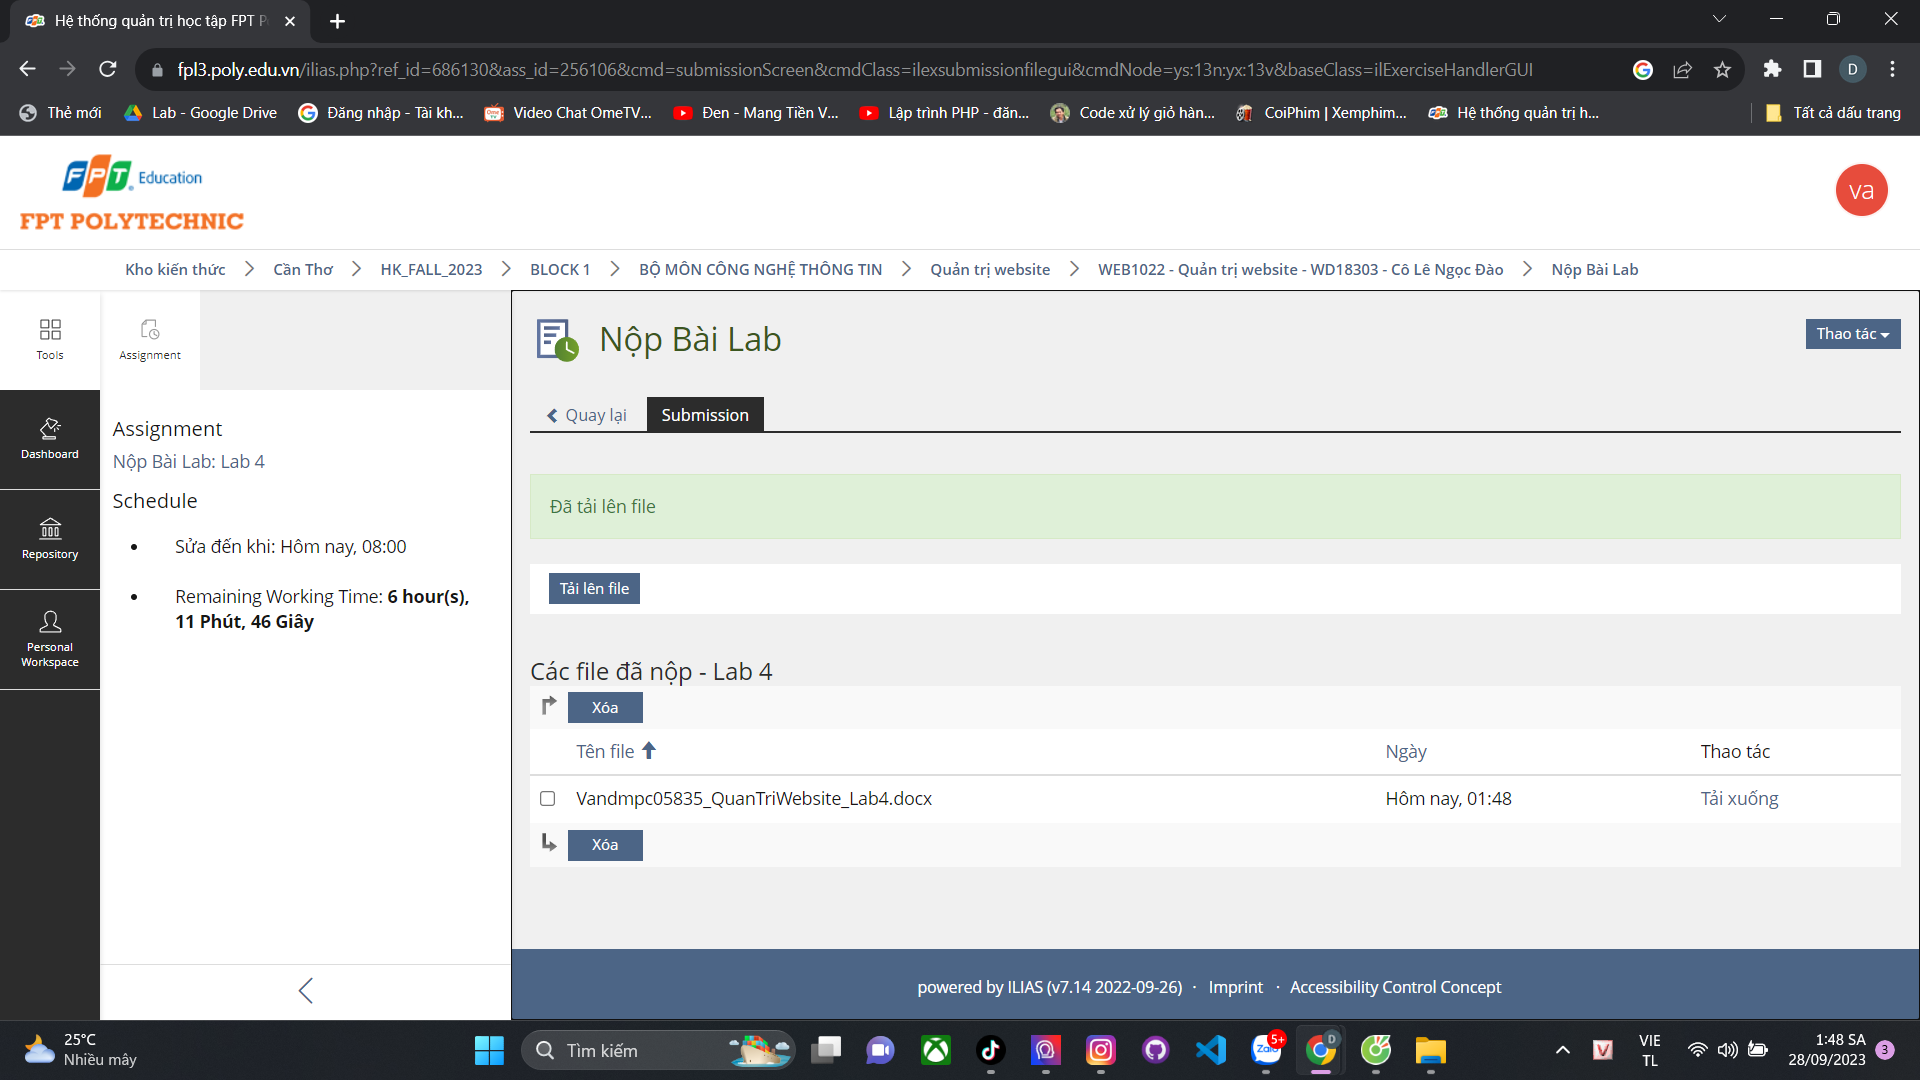 Hệ thống quản trị học tập FPT P
fpl3.poly.edu.vn/ilias.php?ref_id=686130&ass_id=256106&cmd=submissionScreen&cmdClass=ilexsubmissionfilegui&cmdNode=ys:13n:yx:13v&baseClass=ilExerciseHandlerGUI
D
Thẻ mới
Lab - Google Drive
Đăng nhập - Tài kh...
Video Chat OmeTV...
Đen - Mang Tiền V...
Lập trình PHP - đăn...
Code xử lý giỏ hàn...
CoiPhim | Xemphim...
Hệ thống quản trị h...
Tất cả dấu trang
FPT Education
FPT POLYTECHNIC
va
Kho kiến thức
Cần Thơ
HK_FALL_2023
BLOCK 1
BỘ MÔN CÔNG NGHỆ THÔNG TIN
Quản trị website
WEB1022 - Quản trị website - WD18303 - Cô Lê Ngọc Đào
Nộp Bài Lab
Tools
Assignment
Dashboard
Repository
Personal
Workspace
Assignment
Nộp Bài Lab: Lab 4
Schedule
Sửa đến khi: Hôm nay, 08:00
Remaining Working Time: 6 hour(s),
11 Phút, 46 Giây
Nộp Bài Lab
Thao tác
Quay lại
Submission
Đã tải lên file
Tải lên file
Các file đã nộp - Lab 4
Xóa
Tên file
Ngày
Thao tác
Vandmpc05835_QuanTriWebsite_Lab4.docx
Hôm nay, 01:48
Tải xuống
Xóa
powered by ILIAS (v7.14 2022-09-26) · Imprint · Accessibility Control Concept
25°C
Nhiều mây
Tìm kiếm
Zalo
5+
D
V
VIE
TL
1:48 SA
28/09/2023
3